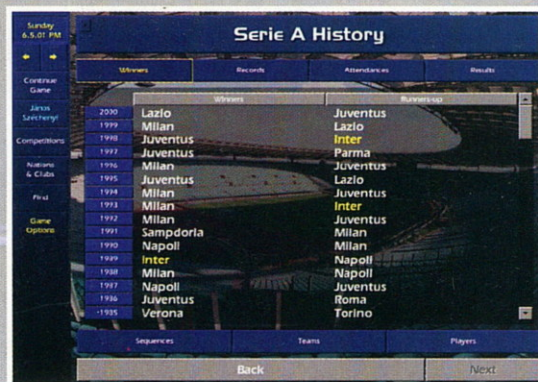 Sunday
6.5.01 PM
Serie A History
Winners Records Attendances Results
Continue
Game
János
Széchenyi
Competitions
Nations
& Clubs
Find
Game
Options
Winners Runners-up
2000 Lazio Juventus
1999 Milan Lazio
1998 Juventus Inter
1997 Juventus Parma
1996 Milan Juventus
1995 Juventus Lazio
1994 Milan Juventus
1993 Milan Inter
1992 Milan Juventus
1991 Sampdoria Milan
1990 Napoli Milan
1989 Inter Napoli
1988 Milan Napoli
1987 Napoli Juventus
1986 Juventus Roma
1985 Verona Torino
Sequences Teams Players
Back Next